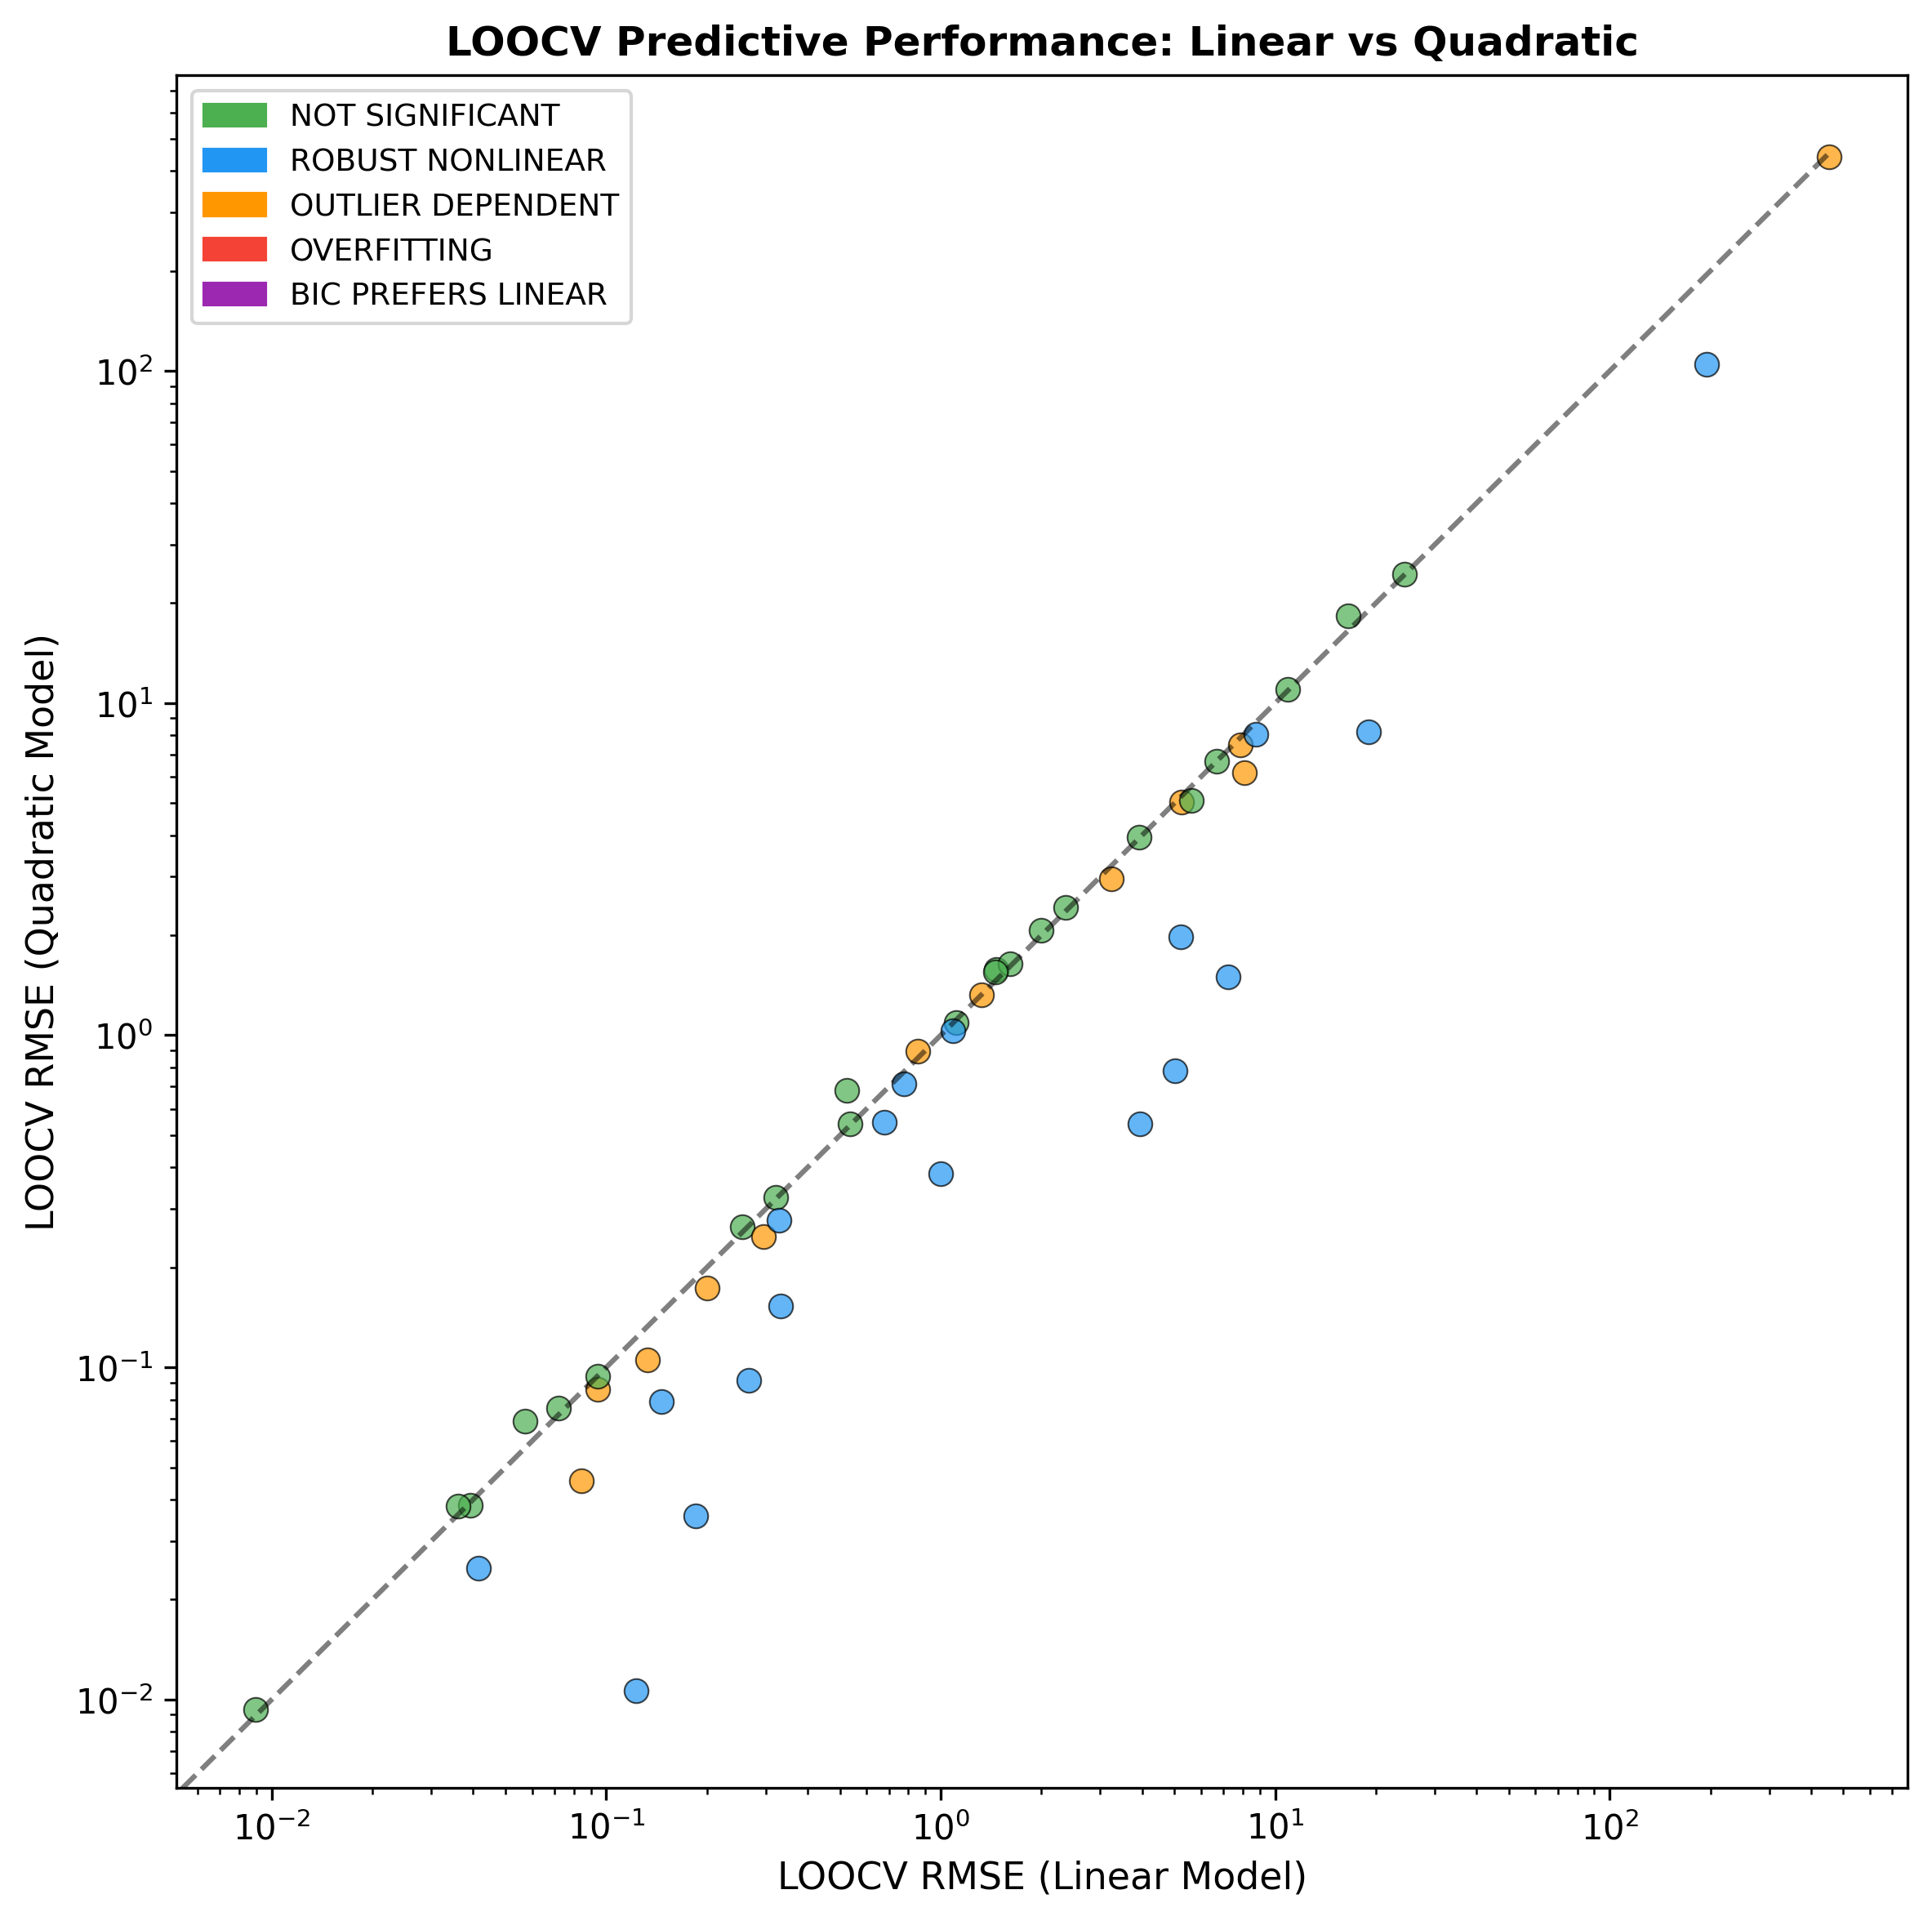 LOOCV Predictive Performance: Linear vs Quadratic
NOT SIGNIFICANT
ROBUST NONLINEAR
OUTLIER DEPENDENT
OVERFITTING
BIC PREFERS LINEAR
LOOCV RMSE (Quadratic Model)
10²
10¹
10⁰
10⁻¹
10⁻²
10⁻²
10⁻¹
10⁰
10¹
10²
LOOCV RMSE (Linear Model)